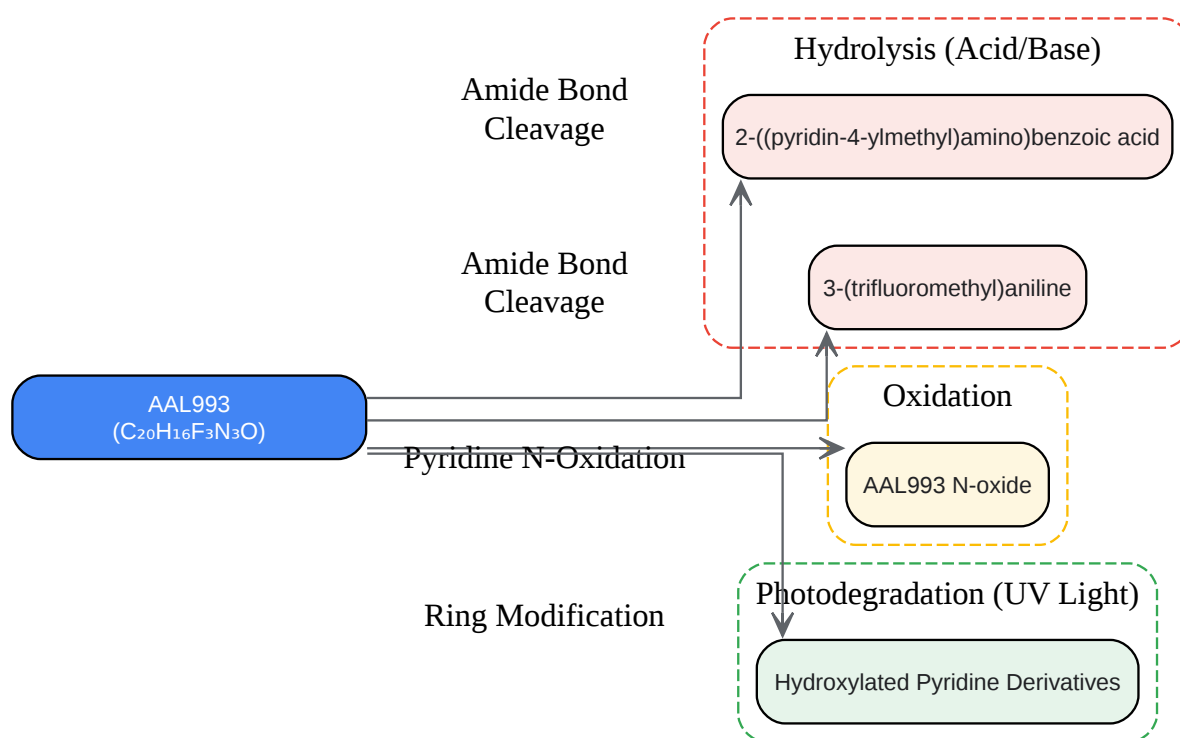 Hydrolysis (Acid/Base)
Amide Bond
Cleavage
2-((pyridin-4-ylmethyl)amino)benzoic acid
Amide Bond
Cleavage
3-(trifluoromethyl)aniline
AAL993
(C₂₀H₁₆F₃N₃O)
Oxidation
Pyridine N-Oxidation
AAL993 N-oxide
Photodegradation (UV Light)
Ring Modification
Hydroxylated Pyridine Derivatives